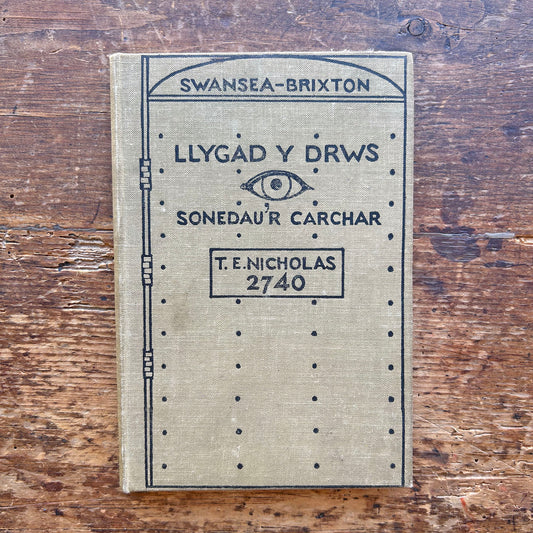 SWANSEA-BRIXTON
LLYGAD Y DRWS
SONEDAU'R CARCHAR
T. E. NICHOLAS
2740